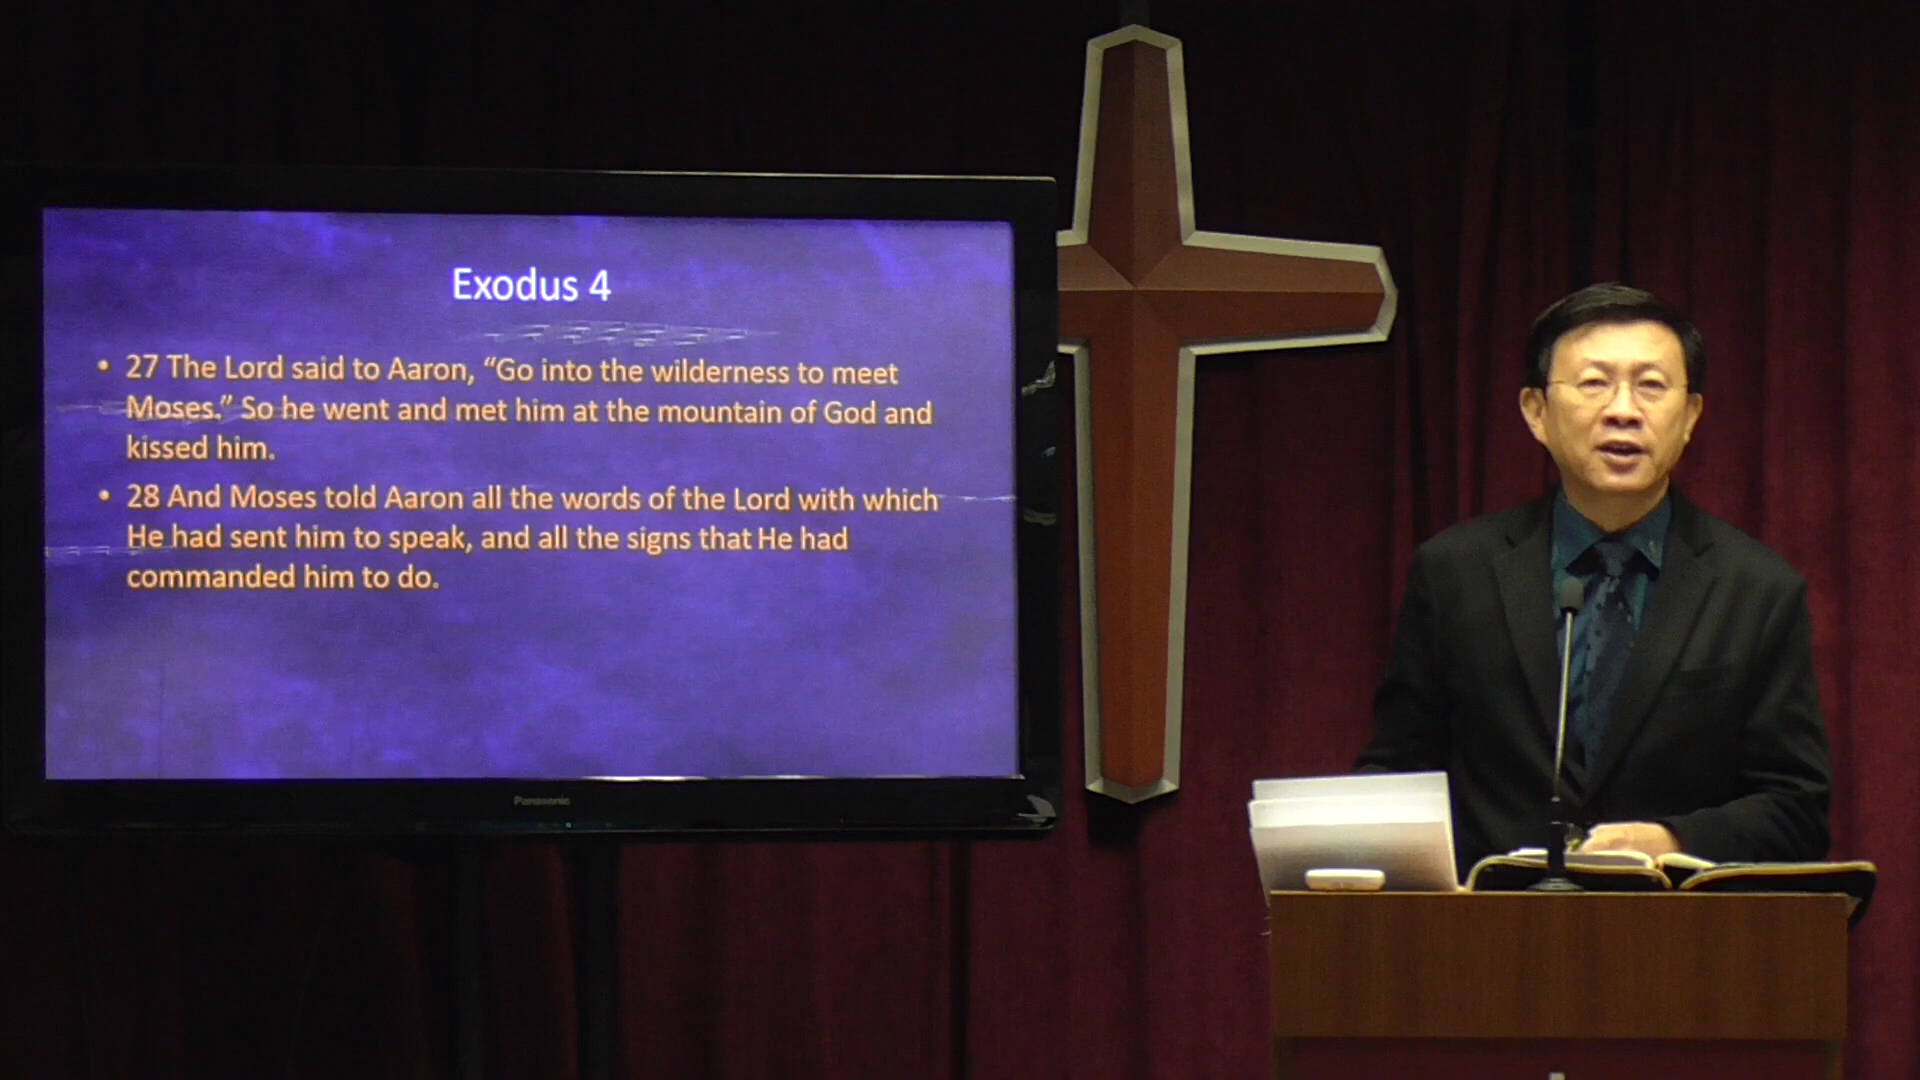 Exodus 4
• 27 The Lord said to Aaron, “Go into the wilderness to meet
Moses.” So he went and met him at the mountain of God and
kissed him.
• 28 And Moses told Aaron all the words of the Lord with which
He had sent him to speak, and all the signs that He had
commanded him to do.
Panasonic